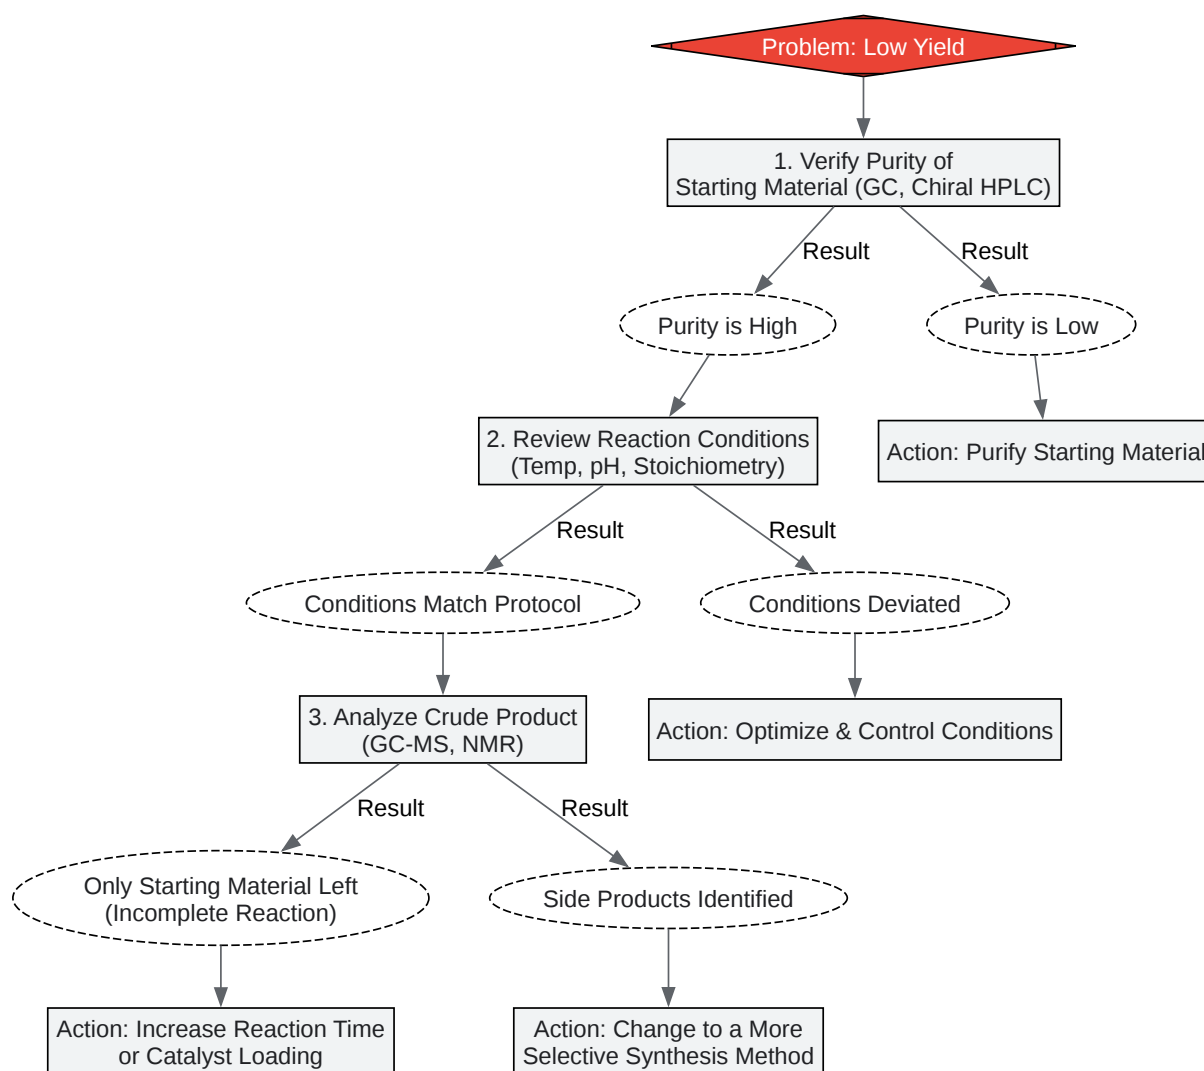 Problem: Low Yield
1. Verify Purity of
Starting Material (GC, Chiral HPLC)
Result
Result
Purity is High
Purity is Low
2. Review Reaction Conditions
(Temp, pH, Stoichiometry)
Action: Purify Starting Material
Result
Result
Conditions Match Protocol
Conditions Deviated
3. Analyze Crude Product
(GC-MS, NMR)
Action: Optimize & Control Conditions
Result
Result
Only Starting Material Left
(Incomplete Reaction)
Side Products Identified
Action: Increase Reaction Time
or Catalyst Loading
Action: Change to a More
Selective Synthesis Method